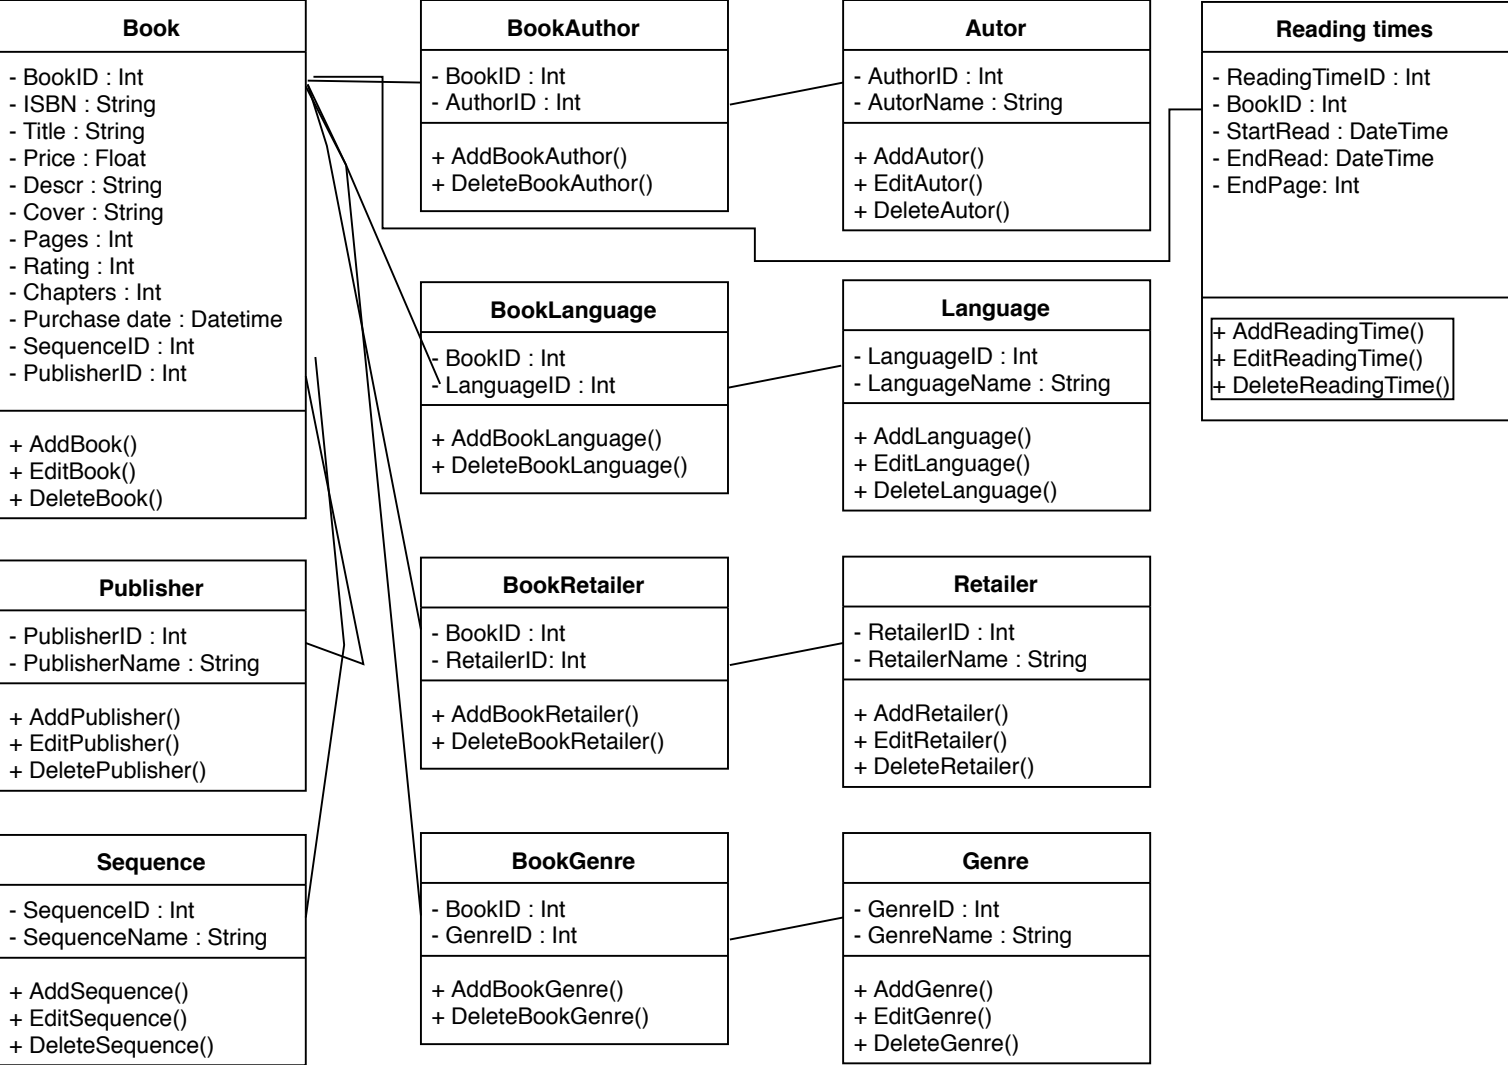 Book
- BookID : Int
- ISBN : String
- Title : String
- Price : Float
- Descr : String
- Cover : String
- Pages : Int
- Rating : Int
- Chapters : Int
- Purchase date : Datetime
- SequenceID : Int
- PublisherID : Int
+ AddBook()
+ EditBook()
+ DeleteBook()
BookAuthor
- BookID : Int
- AuthorID : Int
+ AddBookAuthor()
+ DeleteBookAuthor()
Autor
- AuthorID : Int
- AutorName : String
+ AddAutor()
+ EditAutor()
+ DeleteAutor()
Reading times
- ReadingTimeID : Int
- BookID : Int
- StartRead : DateTime
- EndRead: DateTime
- EndPage: Int
+ AddReadingTime()
+ EditReadingTime()
+ DeleteReadingTime()
BookLanguage
- BookID : Int
- LanguageID : Int
+ AddBookLanguage()
+ DeleteBookLanguage()
Language
- LanguageID : Int
- LanguageName : String
+ AddLanguage()
+ EditLanguage()
+ DeleteLanguage()
Publisher
- PublisherID : Int
- PublisherName : String
+ AddPublisher()
+ EditPublisher()
+ DeletePublisher()
BookRetailer
- BookID : Int
- RetailerID: Int
+ AddBookRetailer()
+ DeleteBookRetailer()
Retailer
- RetailerID : Int
- RetailerName : String
+ AddRetailer()
+ EditRetailer()
+ DeleteRetailer()
Sequence
- SequenceID : Int
- SequenceName : String
+ AddSequence()
+ EditSequence()
+ DeleteSequence()
BookGenre
- BookID : Int
- GenreID : Int
+ AddBookGenre()
+ DeleteBookGenre()
Genre
- GenreID : Int
- GenreName : String
+ AddGenre()
+ EditGenre()
+ DeleteGenre()